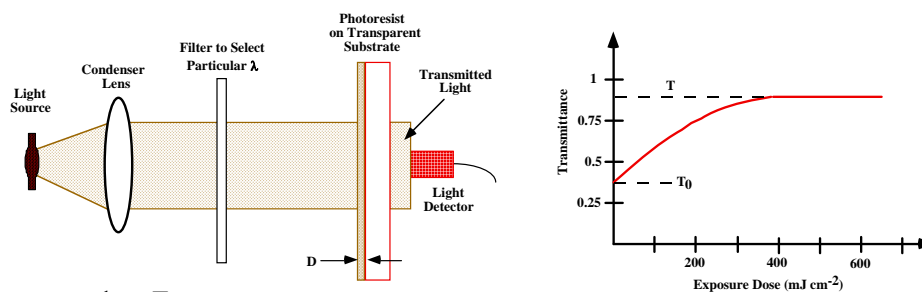 Photoresist
on Transparent
Substrate
Filter to Select
Particular λ
Condenser
Lens
Transmitted
Light
Light
Source
Light
Detector
D
Transmittance
1
0.75
0.5
0.25
T
T0
200
400
600
Exposure Dose (mJ cm-2)